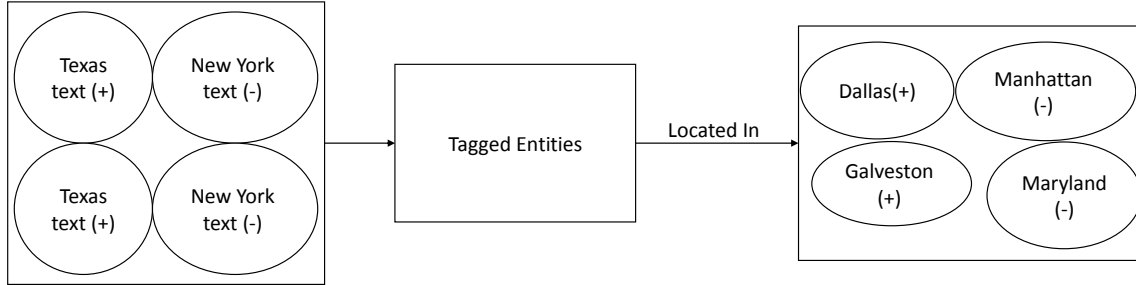 Texas
text (+)
New York
text (-)
Texas
text (+)
New York
text (-)
Tagged Entities
Located In
Dallas(+)
Manhattan
(-)
Galveston
(+)
Maryland
(-)